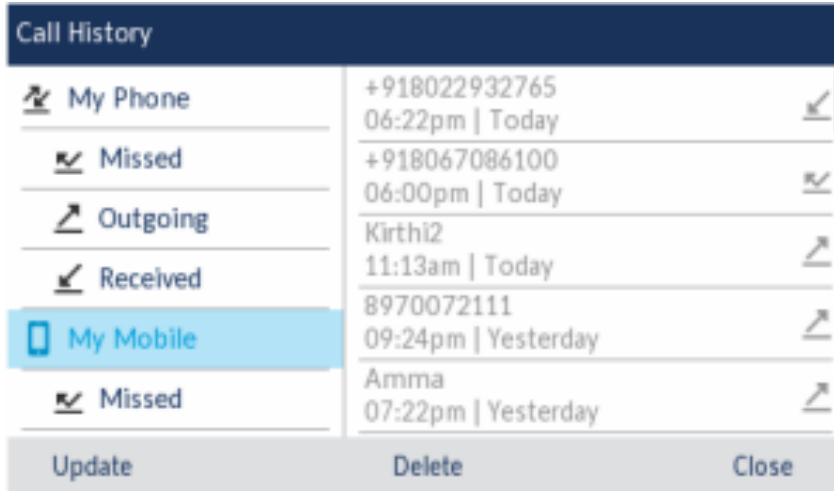 Call History
My Phone
Missed
Outgoing
Received
My Mobile
Missed
+918022932765
06:22pm | Today
+918067086100
06:00pm | Today
Kirthi2
11:13am | Today
8970072111
09:24pm | Yesterday
Amma
07:22pm | Yesterday
Update
Delete
Close